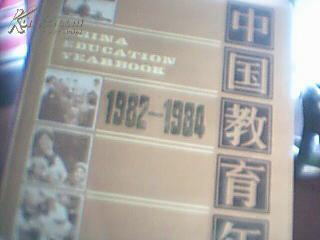 CHINA
EDUCATION
YEARBOOK
1982—1984
中国教育年